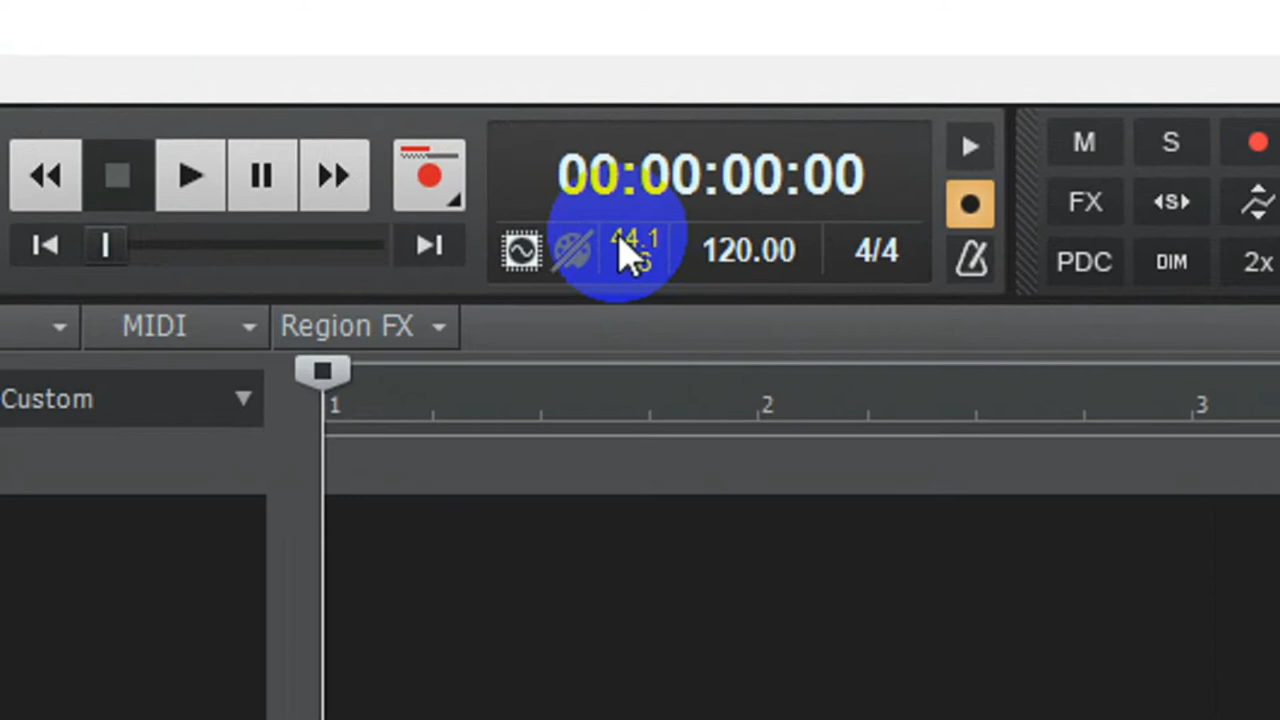 00:00:00:00
44.1
120.00
4/4
M
S
FX
S
PDC
DIM
2x
MIDI
Region FX
Custom
1
2
3